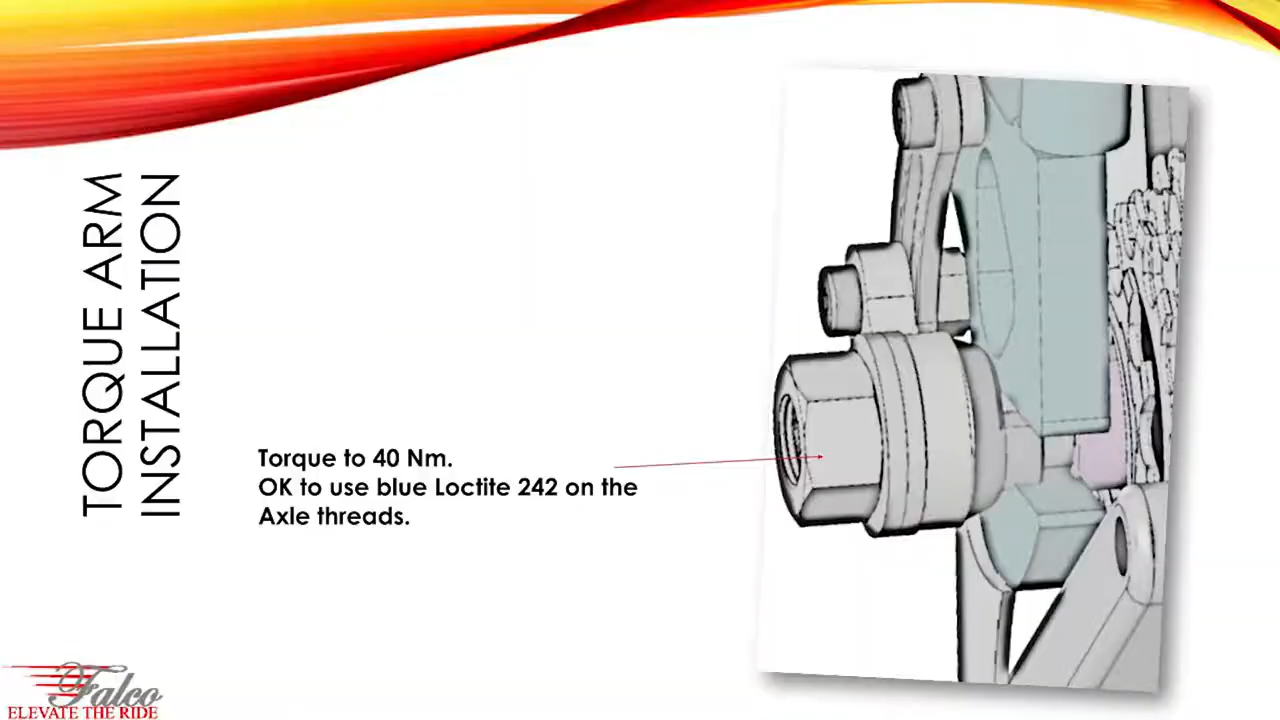 TORQUE ARM
INSTALLATION
Torque to 40 Nm.
OK to use blue Loctite 242 on the
Axle threads.
Falco
ELEVATE THE RIDE